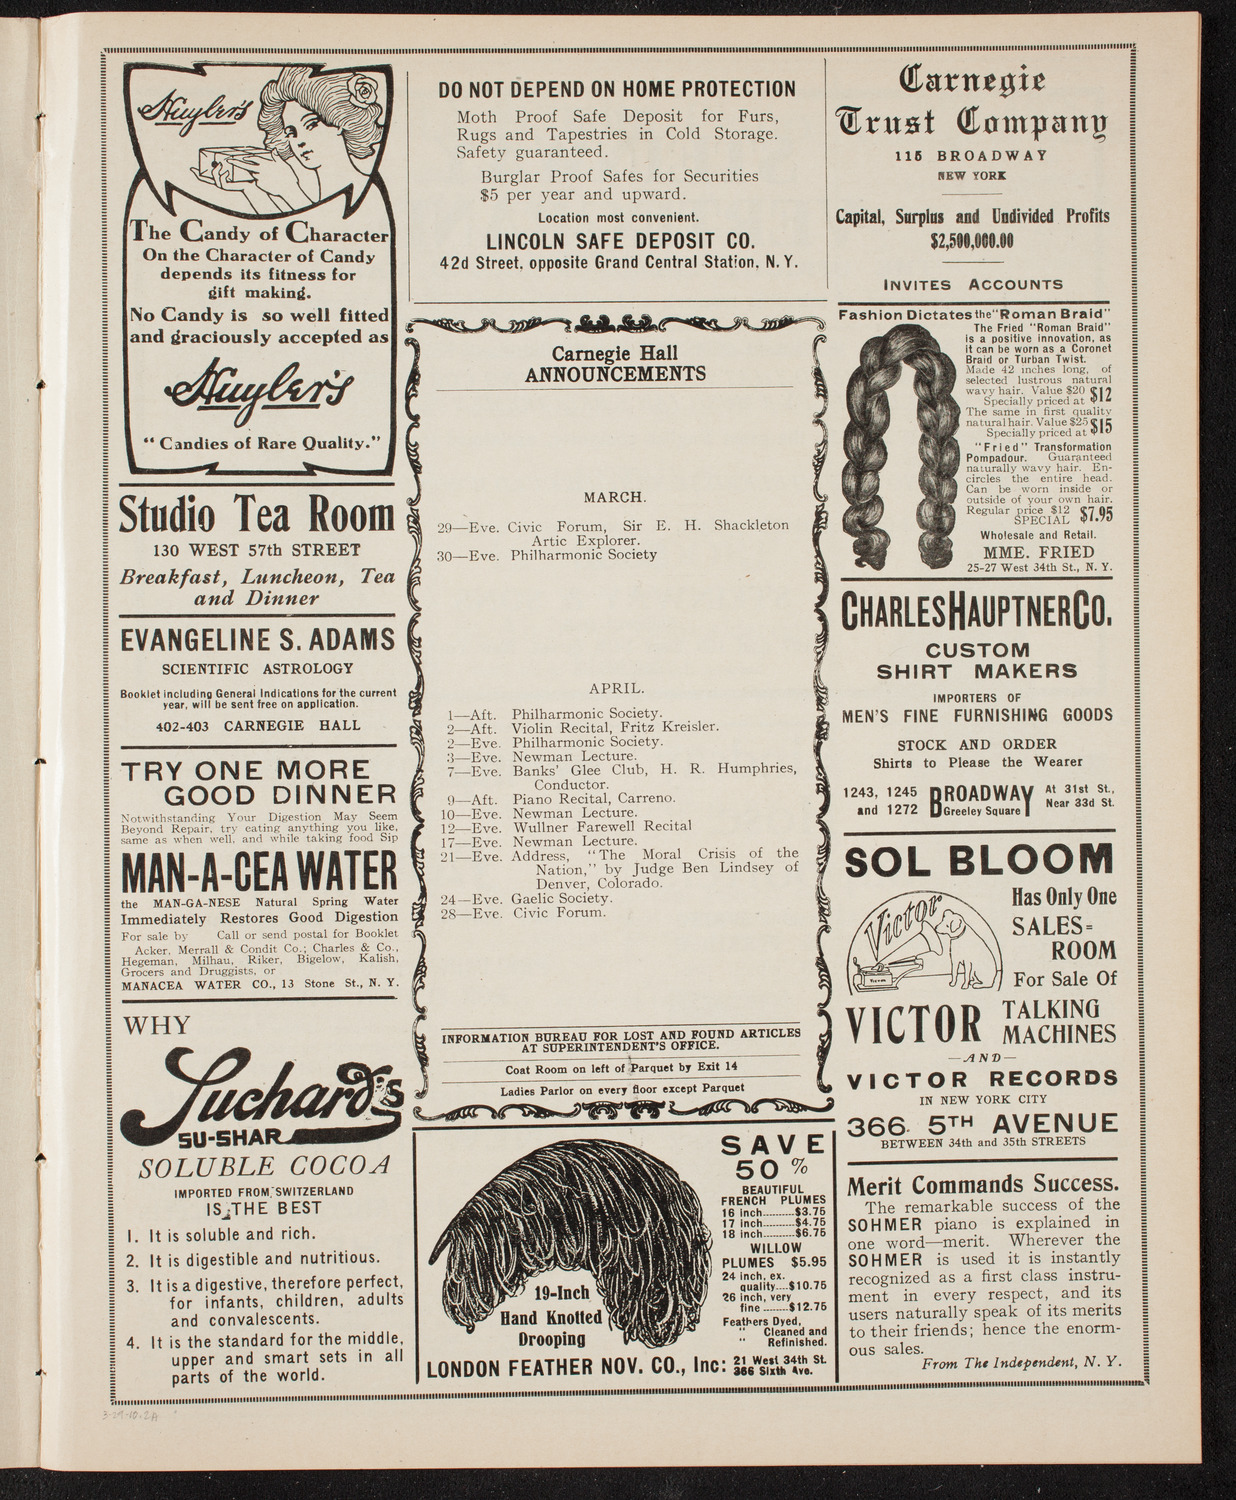 Huyler's
The Candy of Character
On the Character of Candy
depends its fitness for
gift making.
No Candy is so well fitted
and graciously accepted as
Huyler's
"Candies of Rare Quality."
Studio Tea Room
130 WEST 57th STREET
Breakfast, Luncheon, Tea
and Dinner
EVANGELINE S. ADAMS
SCIENTIFIC ASTROLOGY
Booklet including General Indications for the current
year, will be sent free on application.
402-403 CARNEGIE HALL
TRY ONE MORE
GOOD DINNER
Notwithstanding Your Digestion May Seem
Beyond Repair, try eating anything you like,
same as when well, and while taking food Sip
MAN-A-CEA WATER
the MAN-GA-NESE Natural Spring Water
Immediately Restores Good Digestion
For sale by Call or send postal for Booklet
Acker, Merrall & Condit Co.; Charles & Co.,
Hegeman, Milhau, Riker, Bigelow, Kalish,
Grocers and Druggists, or
MANACEA WATER CO., 13 Stone St., N. Y.
WHY
Suchard's
SU-SHAR
SOLUBLE COCOA
IMPORTED FROM SWITZERLAND
IS THE BEST
1. It is soluble and rich.
2. It is digestible and nutritious.
3. It is a digestive, therefore perfect,
for infants, children, adults
and convalescents.
4. It is the standard for the middle,
upper and smart sets in all
parts of the world.
3-29-10-2A
DO NOT DEPEND ON HOME PROTECTION
Moth Proof Safe Deposit for Furs,
Rugs and Tapestries in Cold Storage.
Safety guaranteed.
Burglar Proof Safes for Securities
$5 per year and upward.
Location most convenient.
LINCOLN SAFE DEPOSIT CO.
42d Street, opposite Grand Central Station, N. Y.
Carnegie Hall
ANNOUNCEMENTS
MARCH.
29—Eve. Civic Forum, Sir E. H. Shackleton
Artic Explorer.
30—Eve. Philharmonic Society
APRIL.
1—Aft. Philharmonic Society.
2—Aft. Violin Recital, Fritz Kreisler.
2—Eve. Philharmonic Society.
3—Eve. Newman Lecture.
7—Eve. Banks' Glee Club, H. R. Humphries,
Conductor.
9—Aft. Piano Recital, Carreno.
10—Eve. Newman Lecture.
12—Eve. Wullner Farewell Recital
17—Eve. Newman Lecture.
21—Eve. Address, "The Moral Crisis of the
Nation," by Judge Ben Lindsey of
Denver, Colorado.
24—Eve. Gaelic Society.
28—Eve. Civic Forum.
INFORMATION BUREAU FOR LOST AND FOUND ARTICLES
AT SUPERINTENDENT'S OFFICE.
Coat Room on left of Parquet by Exit 14
Ladies Parlor on every floor except Parquet
19-Inch
Hand Knotted
Drooping
SAVE
50%
BEAUTIFUL
FRENCH PLUMES
16 inch..........$3.75
17 inch..........$4.75
18 inch..........$6.75
WILLOW
PLUMES $5.95
24 inch, ex.
quality....$10.75
26 inch, very
fine.......$12.75
Feathers Dyed,
" Cleaned and
" Refinished.
LONDON FEATHER NOV. CO., Inc: 21 West 34th St.
366 Sixth Ave.
Carnegie
Trust Company
115 BROADWAY
NEW YORK
Capital, Surplus and Undivided Profits
$2,500,000.00
INVITES ACCOUNTS
Fashion Dictates the "Roman Braid"
The Fried "Roman Braid"
is a positive innovation, as
it can be worn as a Coronet
Braid or Turban Twist.
Made 42 inches long, of
selected lustrous natural
wavy hair. Value $20
Specially priced at $12
The same in first quality
natural hair. Value $25
Specially priced at $15
"Fried" Transformation
Pompadour. Guaranteed
naturally wavy hair. En-
circles the entire head.
Can be worn inside or
outside of your own hair.
Regular price $12
SPECIAL $7.95
Wholesale and Retail.
MME. FRIED
25-27 West 34th St., N. Y.
CHARLES HAUPTNER CO.
CUSTOM
SHIRT MAKERS
IMPORTERS OF
MEN'S FINE FURNISHING GOODS
STOCK AND ORDER
Shirts to Please the Wearer
1243, 1245
and 1272
BROADWAY
Greeley Square
At 31st St.,
Near 33d St.
SOL BLOOM
Victor
Has Only One
SALES=
ROOM
For Sale Of
VICTOR TALKING
MACHINES
—AND—
VICTOR RECORDS
IN NEW YORK CITY
366 5TH AVENUE
BETWEEN 34th and 35th STREETS
Merit Commands Success.
The remarkable success of the
SOHMER piano is explained in
one word—merit. Wherever the
SOHMER is used it is instantly
recognized as a first class instru-
ment in every respect, and its
users naturally speak of its merits
to their friends; hence the enorm-
ous sales.
From The Independent, N. Y.